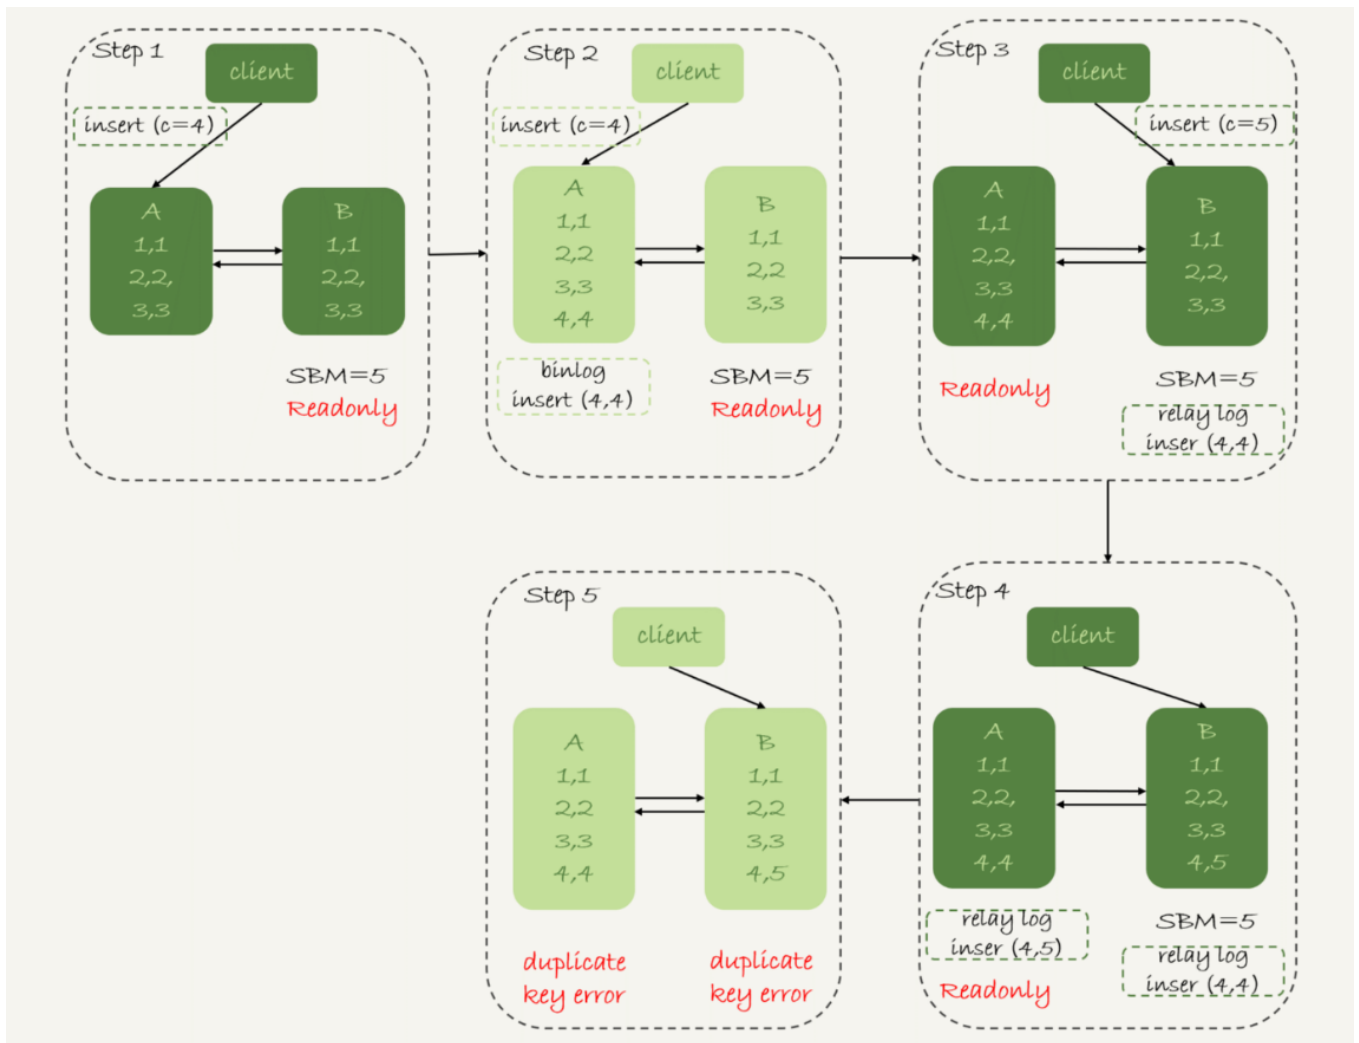 Step 1
client
insert (c=4)
A
1,1
2,2,
3,3
B
1,1
2,2,
3,3
SBM=5
Readonly
Step 2
client
insert (c=4)
A
1,1
2,2
3,3
4,4
B
1,1
2,2
3,3
binlog
insert (4,4)
SBM=5
Readonly
Step 3
client
insert (c=5)
A
1,1
2,2,
3,3
4,4
B
1,1
2,2,
3,3
Readonly
SBM=5
relay log
inser (4,4)
Step 4
client
A
1,1
2,2,
3,3
4,4
B
1,1
2,2,
3,3
4,5
relay log
inser (4,5)
Readonly
SBM=5
relay log
inser (4,4)
Step 5
client
A
1,1
2,2
3,3
4,4
B
1,1
2,2
3,3
4,5
duplicate
key error
duplicate
key error